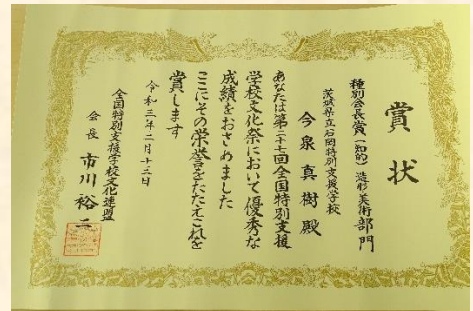 賞状
種別会長賞(知的) 造形・美術部門
茨城県立石岡特別支援学校
今泉真樹殿
あなたは第二十七回全国特別支援
学校文化祭において優秀な
成績をおさめました
ここにその栄誉をたたえこれを
賞します
令和三年二月十三日
全国特別支援学校文化連盟
会長 市川裕二